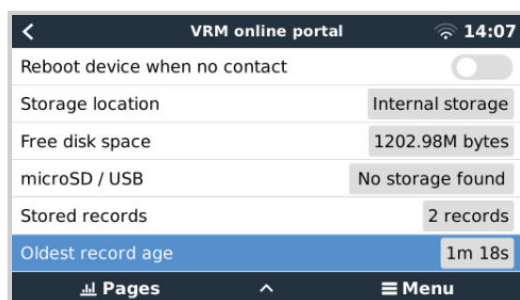 VRM online portal 14:07
Reboot device when no contact
Storage location Internal storage
Free disk space 1202.98M bytes
microSD / USB No storage found
Stored records 2 records
Oldest record age 1m 18s
Pages Menu